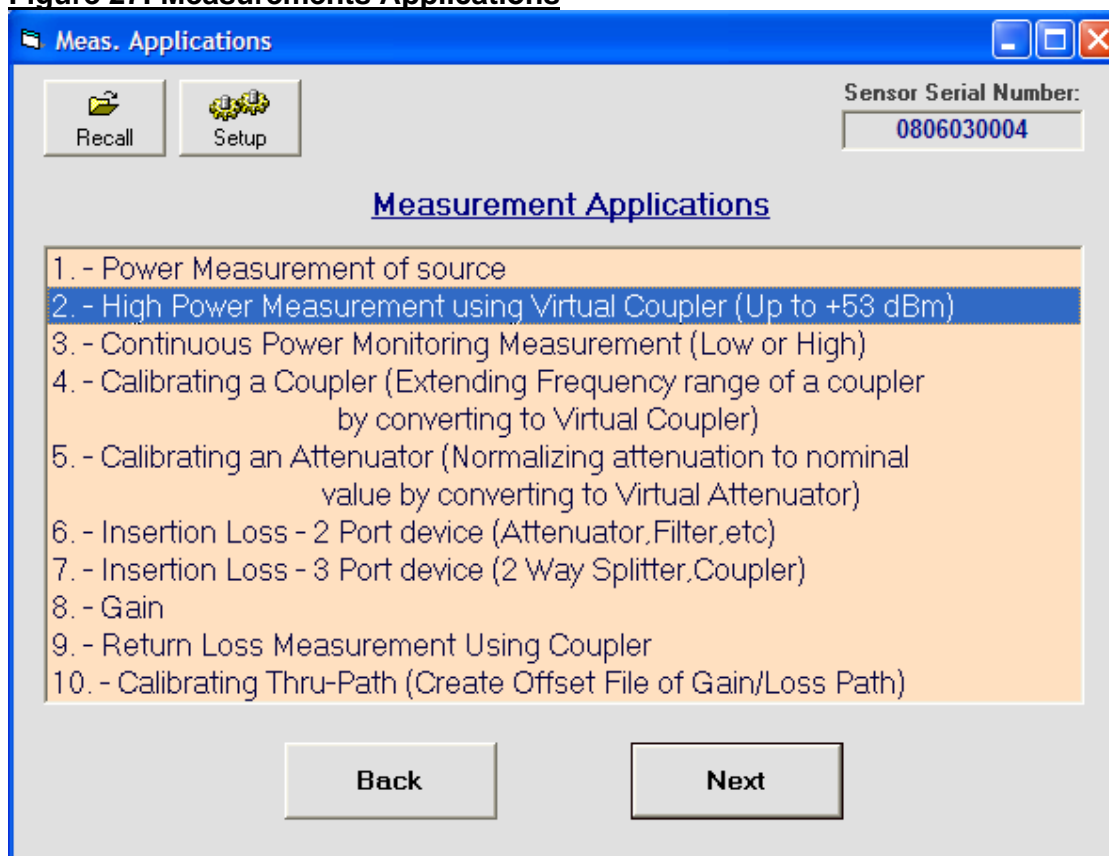 Figure 27: Measurements Applications
Meas. Applications
Recall
Setup
Sensor Serial Number:
0806030004
Measurement Applications
1. - Power Measurement of source
2. - High Power Measurement using Virtual Coupler (Up to +53 dBm)
3. - Continuous Power Monitoring Measurement (Low or High)
4. - Calibrating a Coupler (Extending Frequency range of a coupler
by converting to Virtual Coupler)
5. - Calibrating an Attenuator (Normalizing attenuation to nominal
value by converting to Virtual Attenuator)
6. - Insertion Loss - 2 Port device (Attenuator,Filter,etc)
7. - Insertion Loss - 3 Port device (2 Way Splitter,Coupler)
8. - Gain
9. - Return Loss Measurement Using Coupler
10. - Calibrating Thru-Path (Create Offset File of Gain/Loss Path)
Back
Next